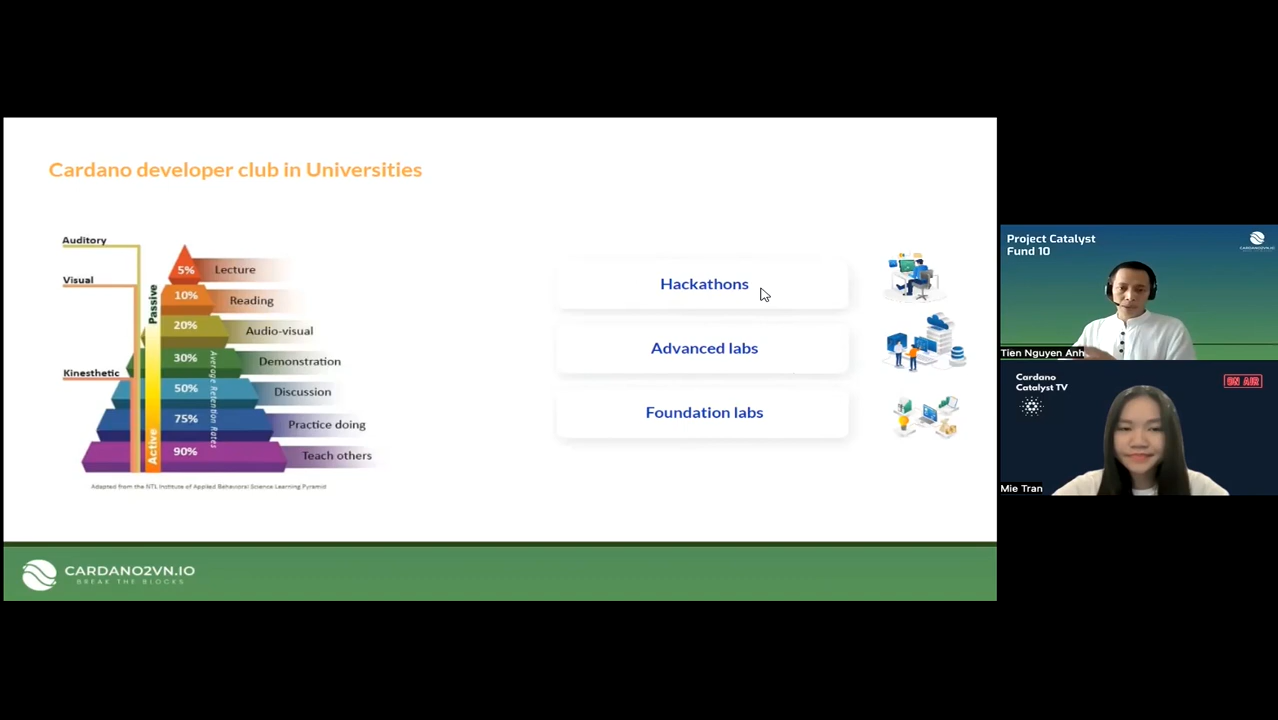 Cardano developer club in Universities
Auditory
Visual
Kinesthetic
Passive
Active
5%
Lecture
10%
Reading
20%
Audio-visual
30%
Demonstration
50%
Discussion
75%
Practice doing
90%
Teach others
Average Retention Rates
Adapted from the NTL Institute of Applied Behavioral Science Learning Pyramid
Hackathons
Advanced labs
Foundation labs
CARDANO2VN.IO
BREAK THE BLOCKS
Project Catalyst
Fund 10
CARDANO2VN.IO
Tien Nguyen Anh
Cardano
Catalyst TV
ON AIR
Mie Tran